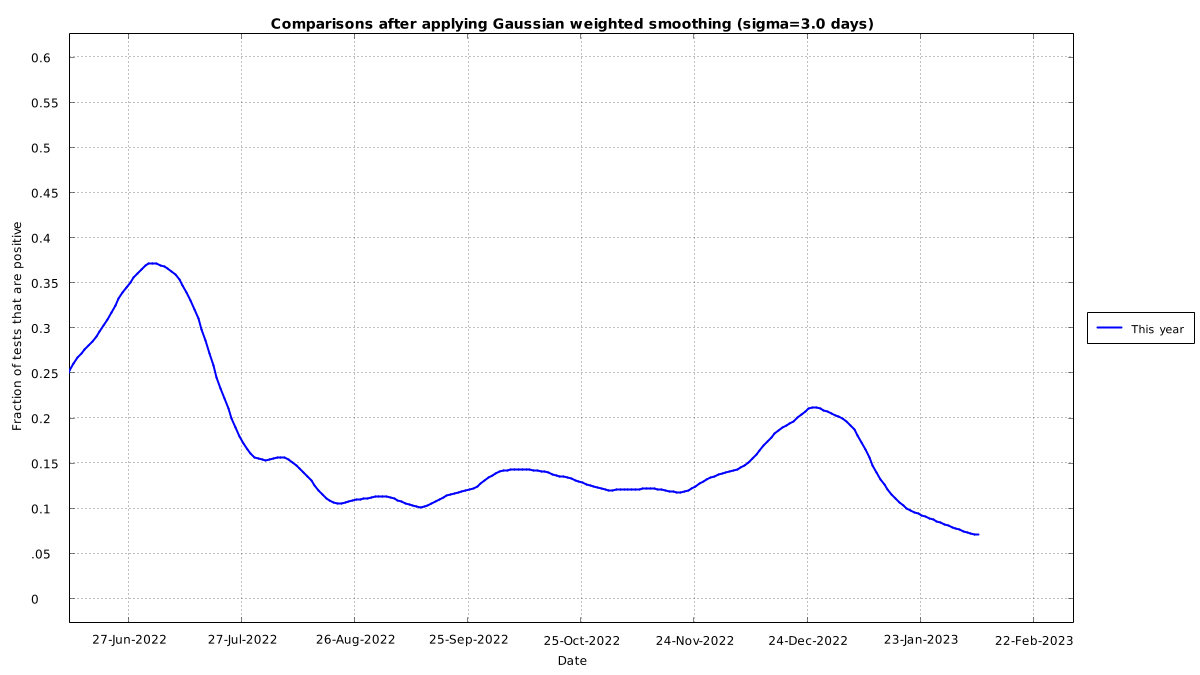 Comparisons after applying Gaussian weighted smoothing (sigma=3.0 days)
0.6
0.55
0.5
0.45
0.4
0.35
0.3
0.25
0.2
0.15
0.1
.05
0
Fraction of tests that are positive
27-Jun-2022
27-Jul-2022
26-Aug-2022
25-Sep-2022
25-Oct-2022
24-Nov-2022
24-Dec-2022
23-Jan-2023
22-Feb-2023
Date
This year